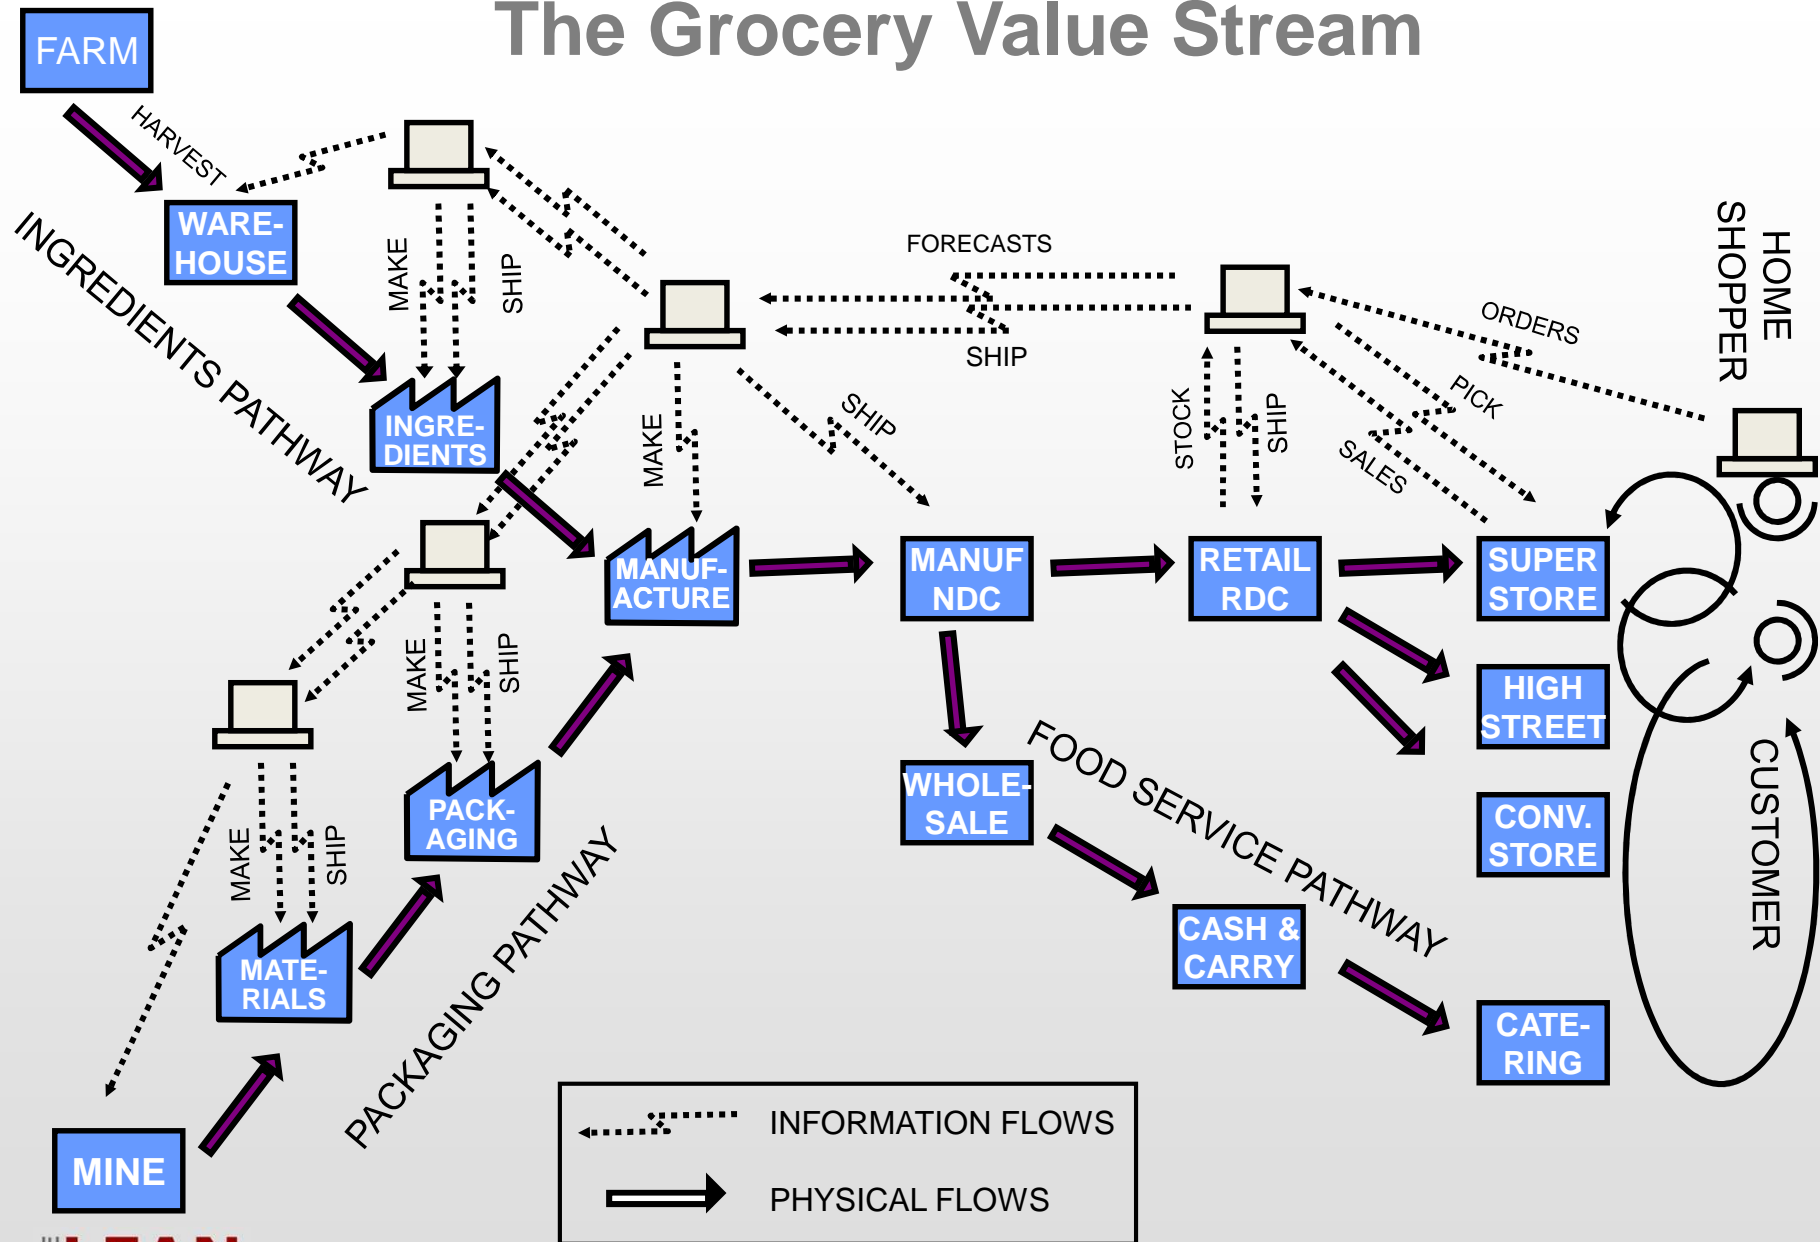 The Grocery Value Stream
FARM
HARVEST
WARE-
HOUSE
INGREDIENTS PATHWAY
MAKE
SHIP
INGRE-
DIENTS
FORECASTS
SHIP
ORDERS
HOME
SHOPPER
PICK
SALES
STOCK
SHIP
SHIP
MAKE
MANUF-
ACTURE
MANUF
NDC
RETAIL
RDC
SUPER
STORE
HIGH
STREET
CONV.
STORE
CUSTOMER
MAKE
SHIP
PACK-
AGING
WHOLE-
SALE
FOOD SERVICE PATHWAY
CASH &
CARRY
CATE-
RING
MAKE
SHIP
MATE-
RIALS
PACKAGING PATHWAY
MINE
INFORMATION FLOWS
PHYSICAL FLOWS
LEAN